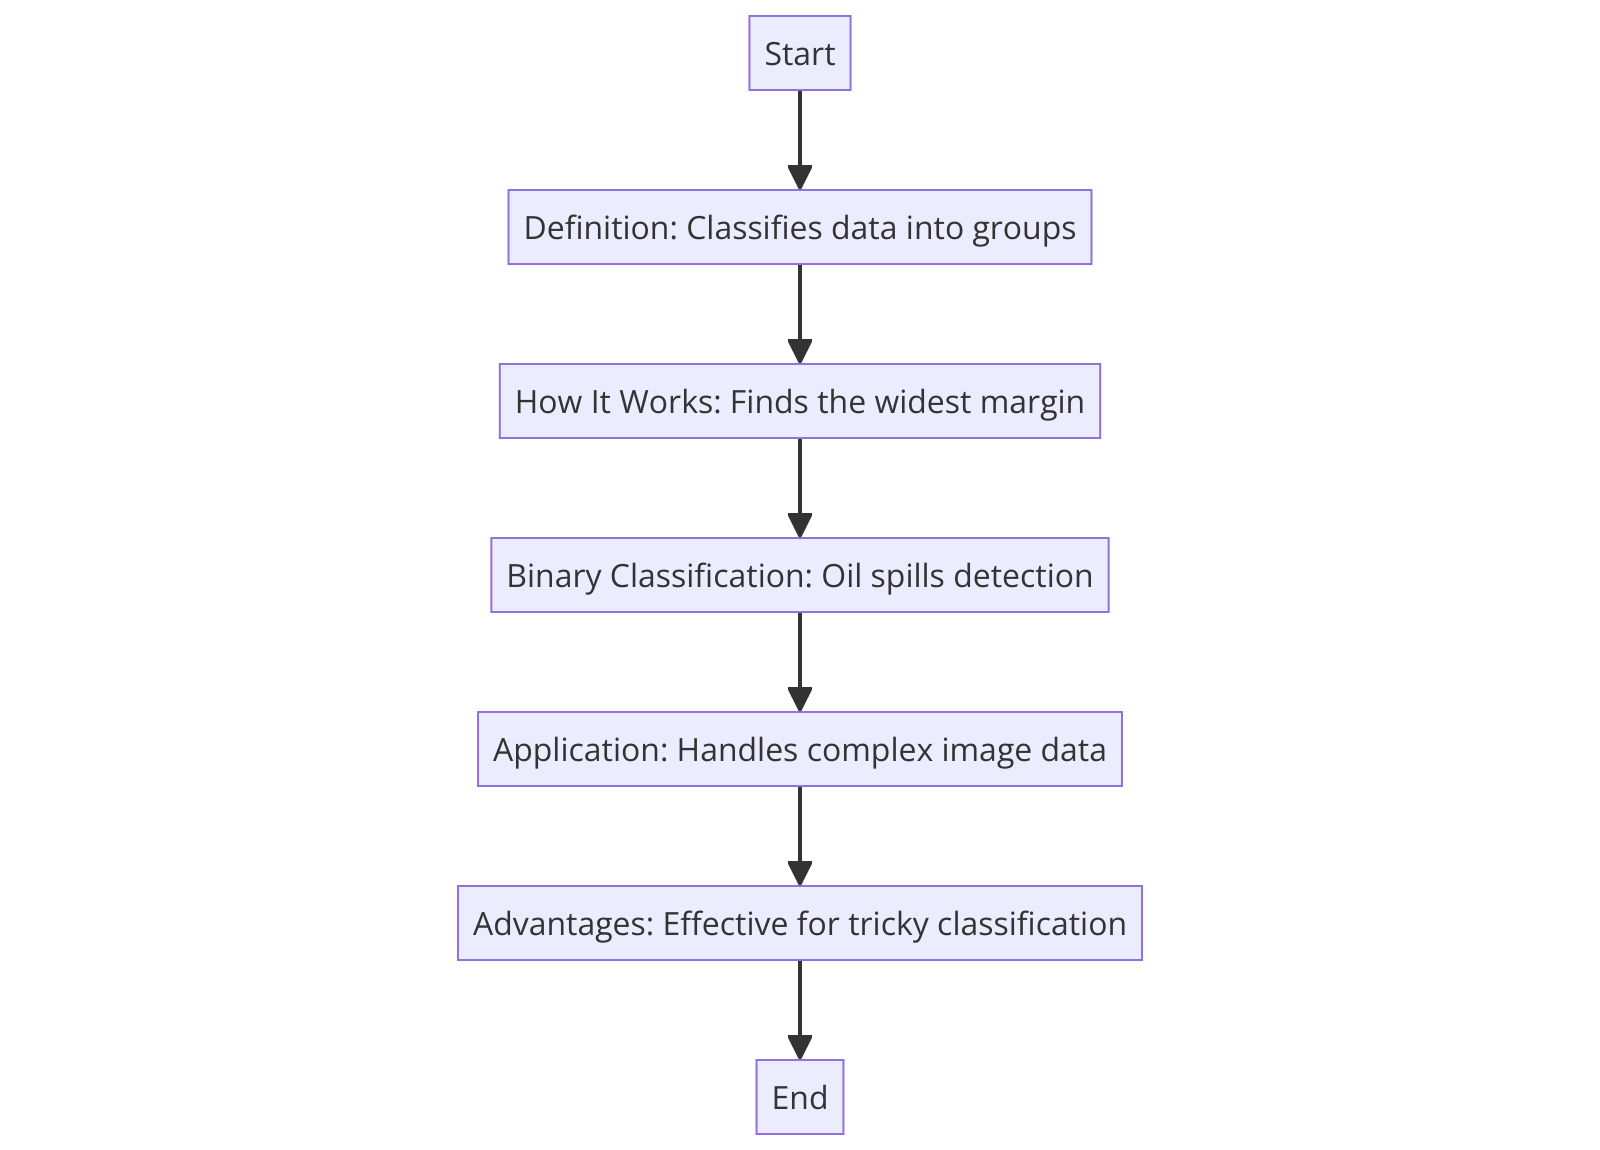 Start
Definition: Classifies data into groups
How It Works: Finds the widest margin
Binary Classification: Oil spills detection
Application: Handles complex image data
Advantages: Effective for tricky classification
End